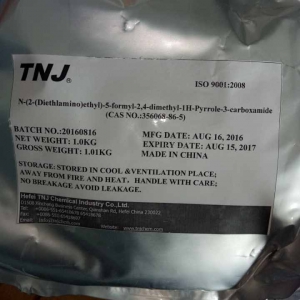 TNJ
ISO 9001:2008
N-(2-(Diethlamino)ethyl)-5-formyl-2,4-dimethyl-1H-Pyrrole-3-carboxamide
(CAS NO.:356068-86-5)
BATCH NO.:20160816
MFG DATE: AUG 16, 2016
NET WEIGHT: 1.0KG
EXPIRY DATE: AUG 15, 2017
GROSS WEIGHT: 1.01KG
MADE IN CHINA
STORAGE: STORED IN COOL &VENTILATION PLACE;
AWAY FROM FIRE AND HEAT, HANDLE WITH CARE;
NO BREAKAGE AVOID LEAKAGE.
Hefei TNJ Chemical Industry Co.,Ltd.
China